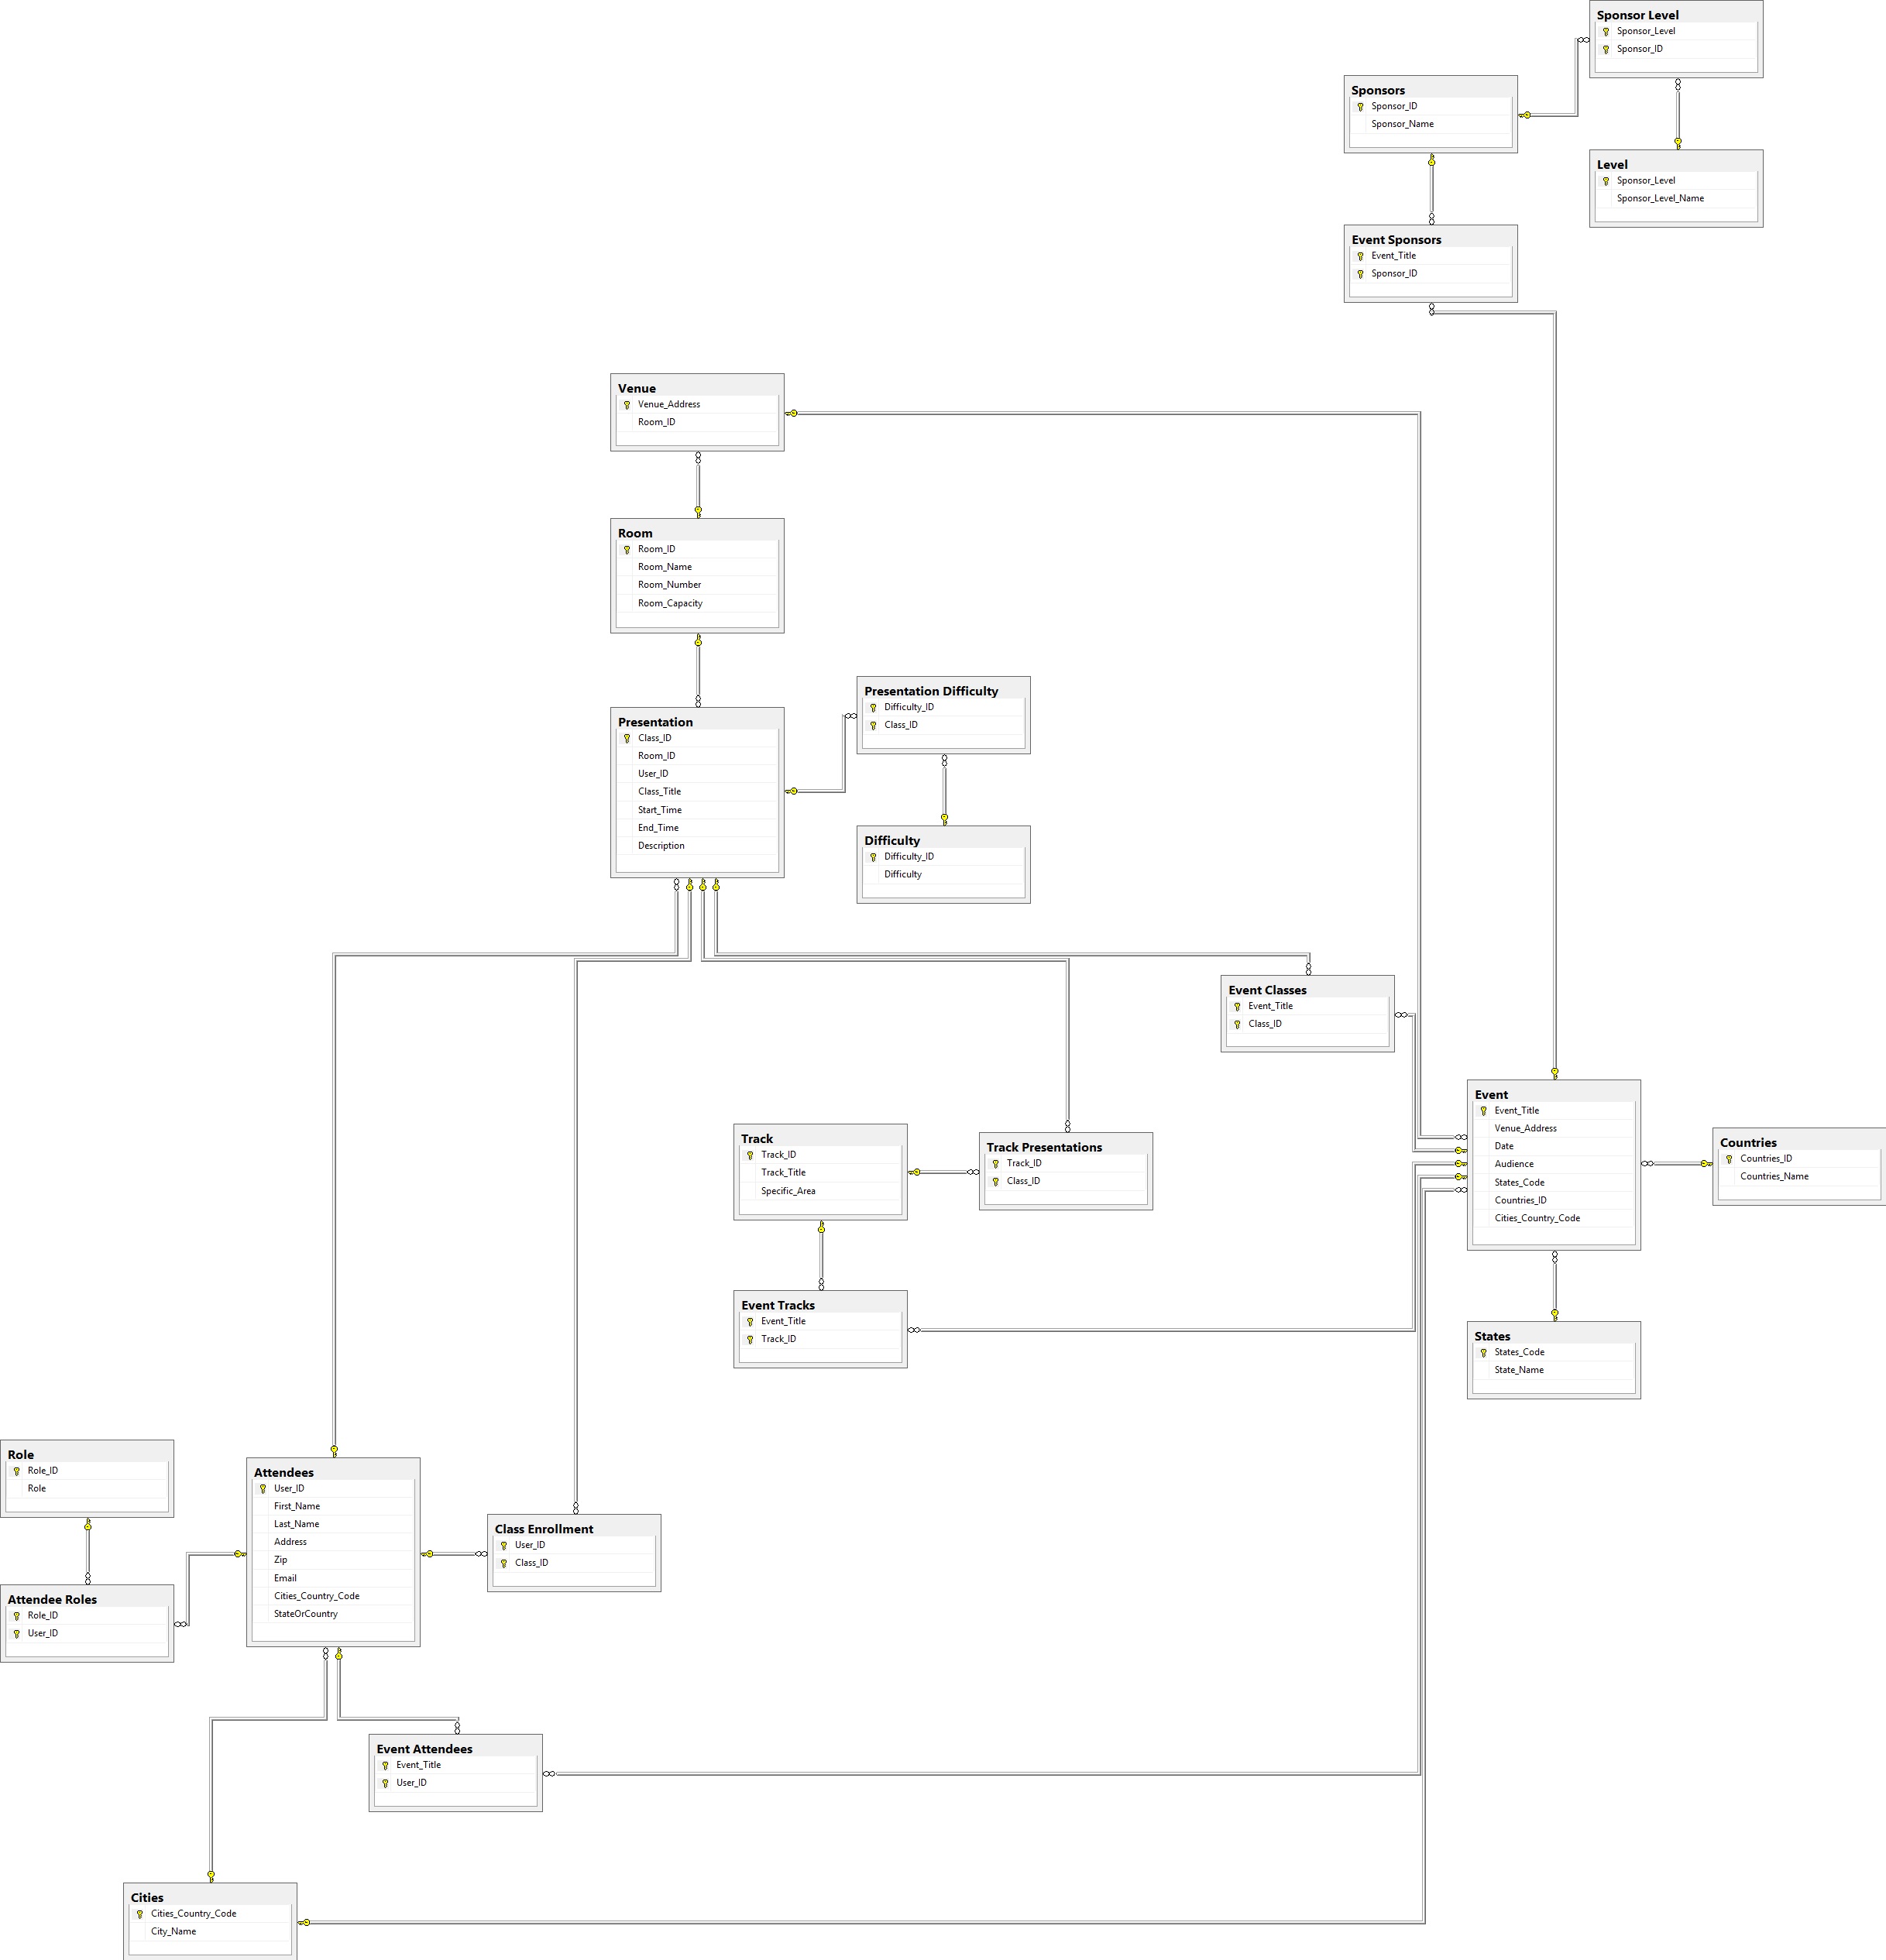 Sponsor Level
Sponsor_Level
Sponsor_ID
Sponsors
Sponsor_ID
Sponsor_Name
Level
Sponsor_Level
Sponsor_Level_Name
Event Sponsors
Event_Title
Sponsor_ID
Venue
Venue_Address
Room_ID
Room
Room_ID
Room_Name
Room_Number
Room_Capacity
Presentation Difficulty
Difficulty_ID
Class_ID
Presentation
Class_ID
Room_ID
User_ID
Class_Title
Start_Time
End_Time
Description
Difficulty
Difficulty_ID
Difficulty
Event Classes
Event_Title
Class_ID
Event
Event_Title
Venue_Address
Date
Audience
States_Code
Countries_ID
Cities_Country_Code
Countries
Countries_ID
Countries_Name
Track
Track_ID
Track_Title
Specific_Area
Track Presentations
Track_ID
Class_ID
Event Tracks
Event_Title
Track_ID
States
States_Code
State_Name
Role
Role_ID
Role
Attendees
User_ID
First_Name
Last_Name
Address
Zip
Email
Cities_Country_Code
StateOrCountry
Class Enrollment
User_ID
Class_ID
Attendee Roles
Role_ID
User_ID
Event Attendees
Event_Title
User_ID
Cities
Cities_Country_Code
City_Name